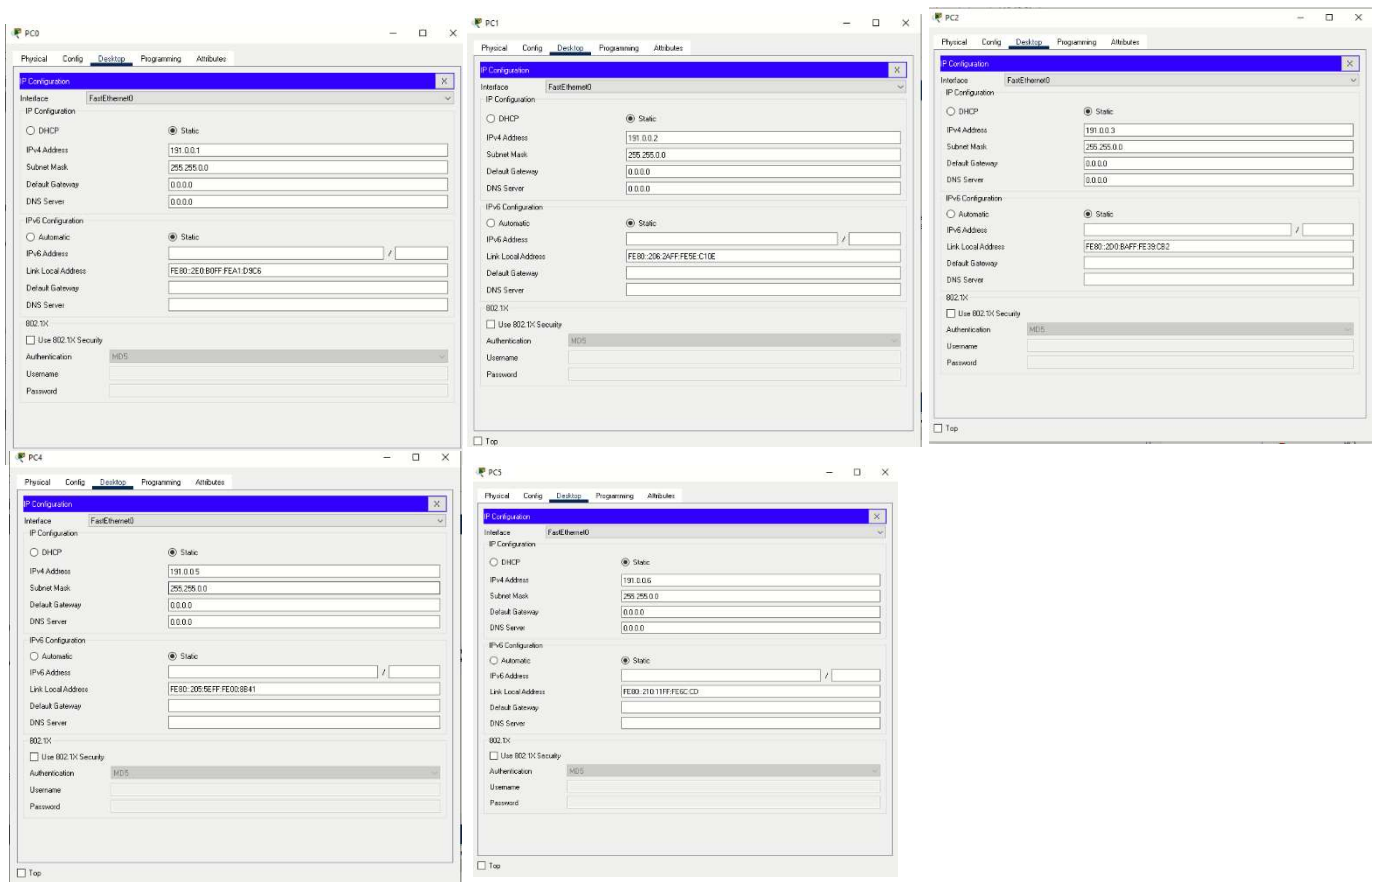 PC0
Physical Config Desktop Programming Attributes
IP Configuration X
Interface FastEthernet0
IP Configuration
DHCP Static
IPv4 Address 191.0.0.1
Subnet Mask 255.255.0.0
Default Gateway 0.0.0.0
DNS Server 0.0.0.0
IPv6 Configuration
Automatic Static
IPv6 Address /
Link Local Address FE80::2E0:B0FF:FEA1:D9C6
Default Gateway
DNS Server
802.1X
Use 802.1X Security
Authentication MD5
Username
Password
PC1
Physical Config Desktop Programming Attributes
IP Configuration X
Interface FastEthernet0
IP Configuration
DHCP Static
IPv4 Address 191.0.0.2
Subnet Mask 255.255.0.0
Default Gateway 0.0.0.0
DNS Server 0.0.0.0
IPv6 Configuration
Automatic Static
IPv6 Address /
Link Local Address FE80::206:2AFF:FE5E:C10E
Default Gateway
DNS Server
802.1X
Use 802.1X Security
Authentication MD5
Username
Password
Top
PC2
Physical Config Desktop Programming Attributes
IP Configuration X
Interface FastEthernet0
IP Configuration
DHCP Static
IPv4 Address 191.0.0.3
Subnet Mask 255.255.0.0
Default Gateway 0.0.0.0
DNS Server 0.0.0.0
IPv6 Configuration
Automatic Static
IPv6 Address /
Link Local Address FE80::2D0:BAFF:FE39:CB2
Default Gateway
DNS Server
802.1X
Use 802.1X Security
Authentication MD5
Username
Password
Top
PC4
Physical Config Desktop Programming Attributes
IP Configuration X
Interface FastEthernet0
IP Configuration
DHCP Static
IPv4 Address 191.0.0.5
Subnet Mask 255.255.0.0
Default Gateway 0.0.0.0
DNS Server 0.0.0.0
IPv6 Configuration
Automatic Static
IPv6 Address /
Link Local Address FE80::205:5EFF:FE00:8B41
Default Gateway
DNS Server
802.1X
Use 802.1X Security
Authentication MD5
Username
Password
Top
PC5
Physical Config Desktop Programming Attributes
IP Configuration X
Interface FastEthernet0
IP Configuration
DHCP Static
IPv4 Address 191.0.0.6
Subnet Mask 255.255.0.0
Default Gateway 0.0.0.0
DNS Server 0.0.0.0
IPv6 Configuration
Automatic Static
IPv6 Address /
Link Local Address FE80::210:11FF:FE6C:CD
Default Gateway
DNS Server
802.1X
Use 802.1X Security
Authentication MD5
Username
Password
Top